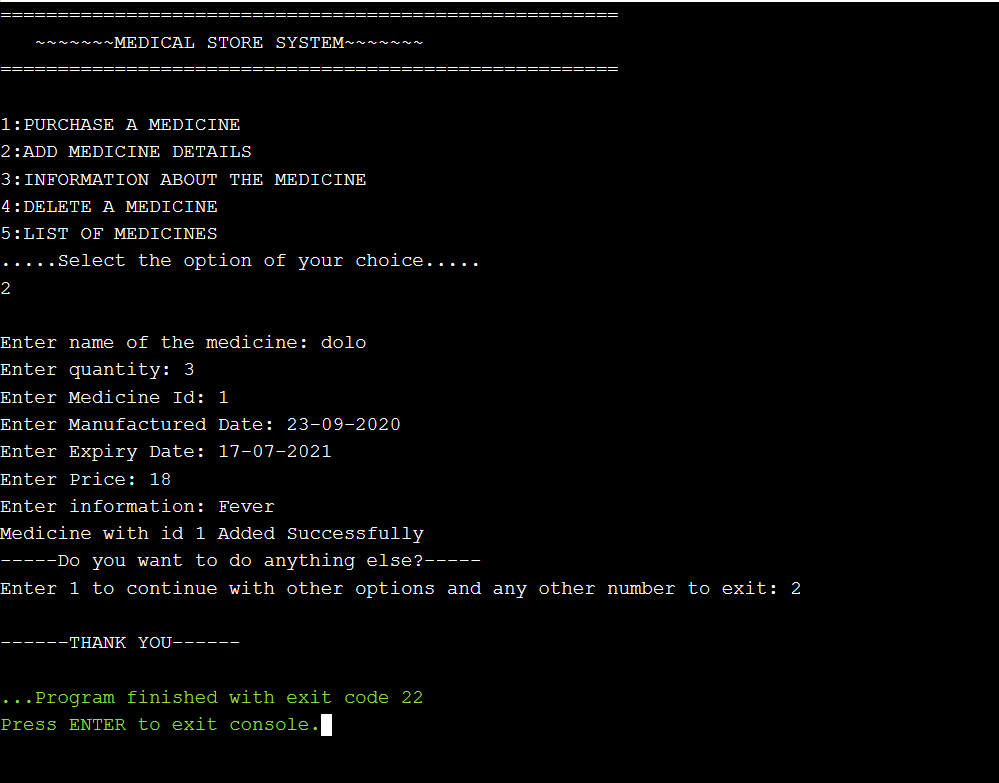 ======================================================
   ~~~~~~~MEDICAL STORE SYSTEM~~~~~~~
======================================================
1:PURCHASE A MEDICINE
2:ADD MEDICINE DETAILS
3:INFORMATION ABOUT THE MEDICINE
4:DELETE A MEDICINE
5:LIST OF MEDICINES
.....Select the option of your choice.....
2
Enter name of the medicine: dolo
Enter quantity: 3
Enter Medicine Id: 1
Enter Manufactured Date: 23-09-2020
Enter Expiry Date: 17-07-2021
Enter Price: 18
Enter information: Fever
Medicine with id 1 Added Successfully
-----Do you want to do anything else?-----
Enter 1 to continue with other options and any other number to exit: 2
------THANK YOU------
...Program finished with exit code 22
Press ENTER to exit console.